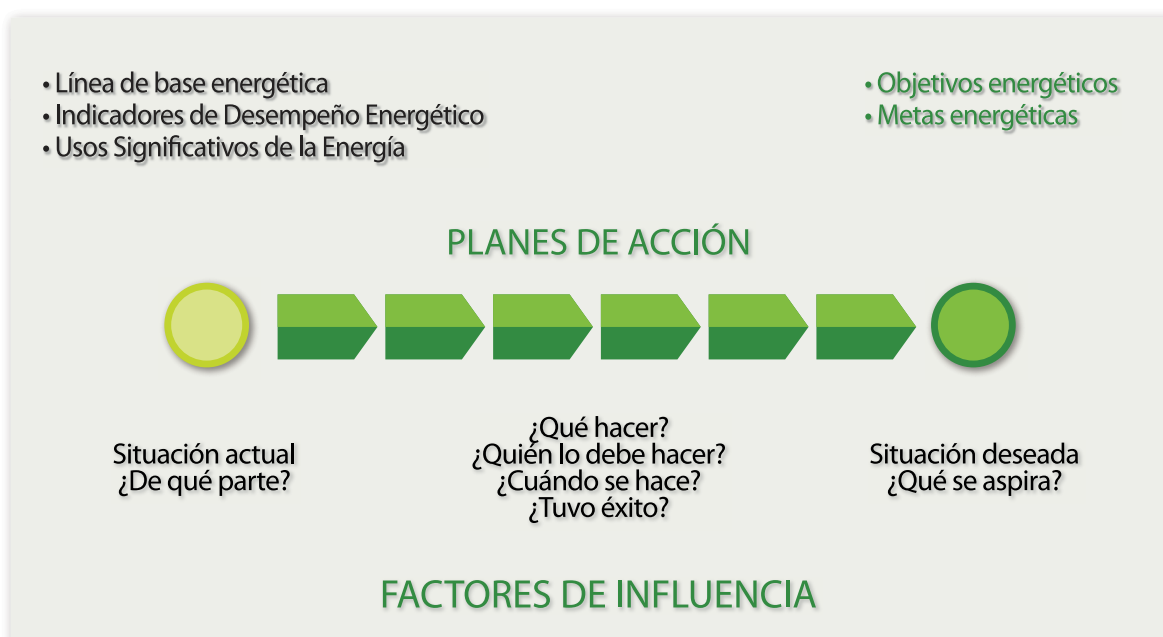 • Línea de base energética
• Indicadores de Desempeño Energético
• Usos Significativos de la Energía
• Objetivos energéticos
• Metas energéticas
PLANES DE ACCIÓN
Situación actual
¿De qué parte?
¿Qué hacer?
¿Quién lo debe hacer?
¿Cuándo se hace?
¿Tuvo éxito?
Situación deseada
¿Qué se aspira?
FACTORES DE INFLUENCIA